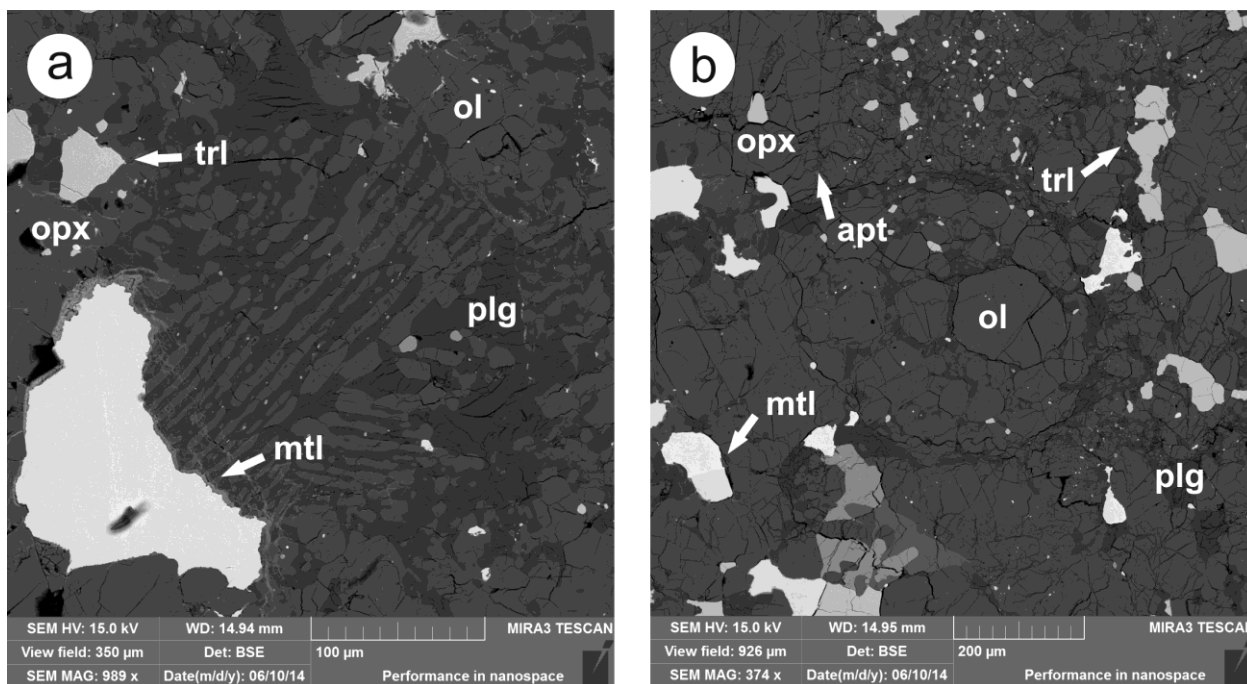 a
ol
trl
opx
plg
mtl
SEM HV: 15.0 kV WD: 14.94 mm MIRA3 TESCAN
View field: 350 µm Det: BSE 100 µm
SEM MAG: 989 x Date(m/d/y): 06/10/14 Performance in nanospace
b
opx
trl
apt
ol
mtl
plg
SEM HV: 15.0 kV WD: 14.95 mm MIRA3 TESCAN
View field: 926 µm Det: BSE 200 µm
SEM MAG: 374 x Date(m/d/y): 06/10/14 Performance in nanospace